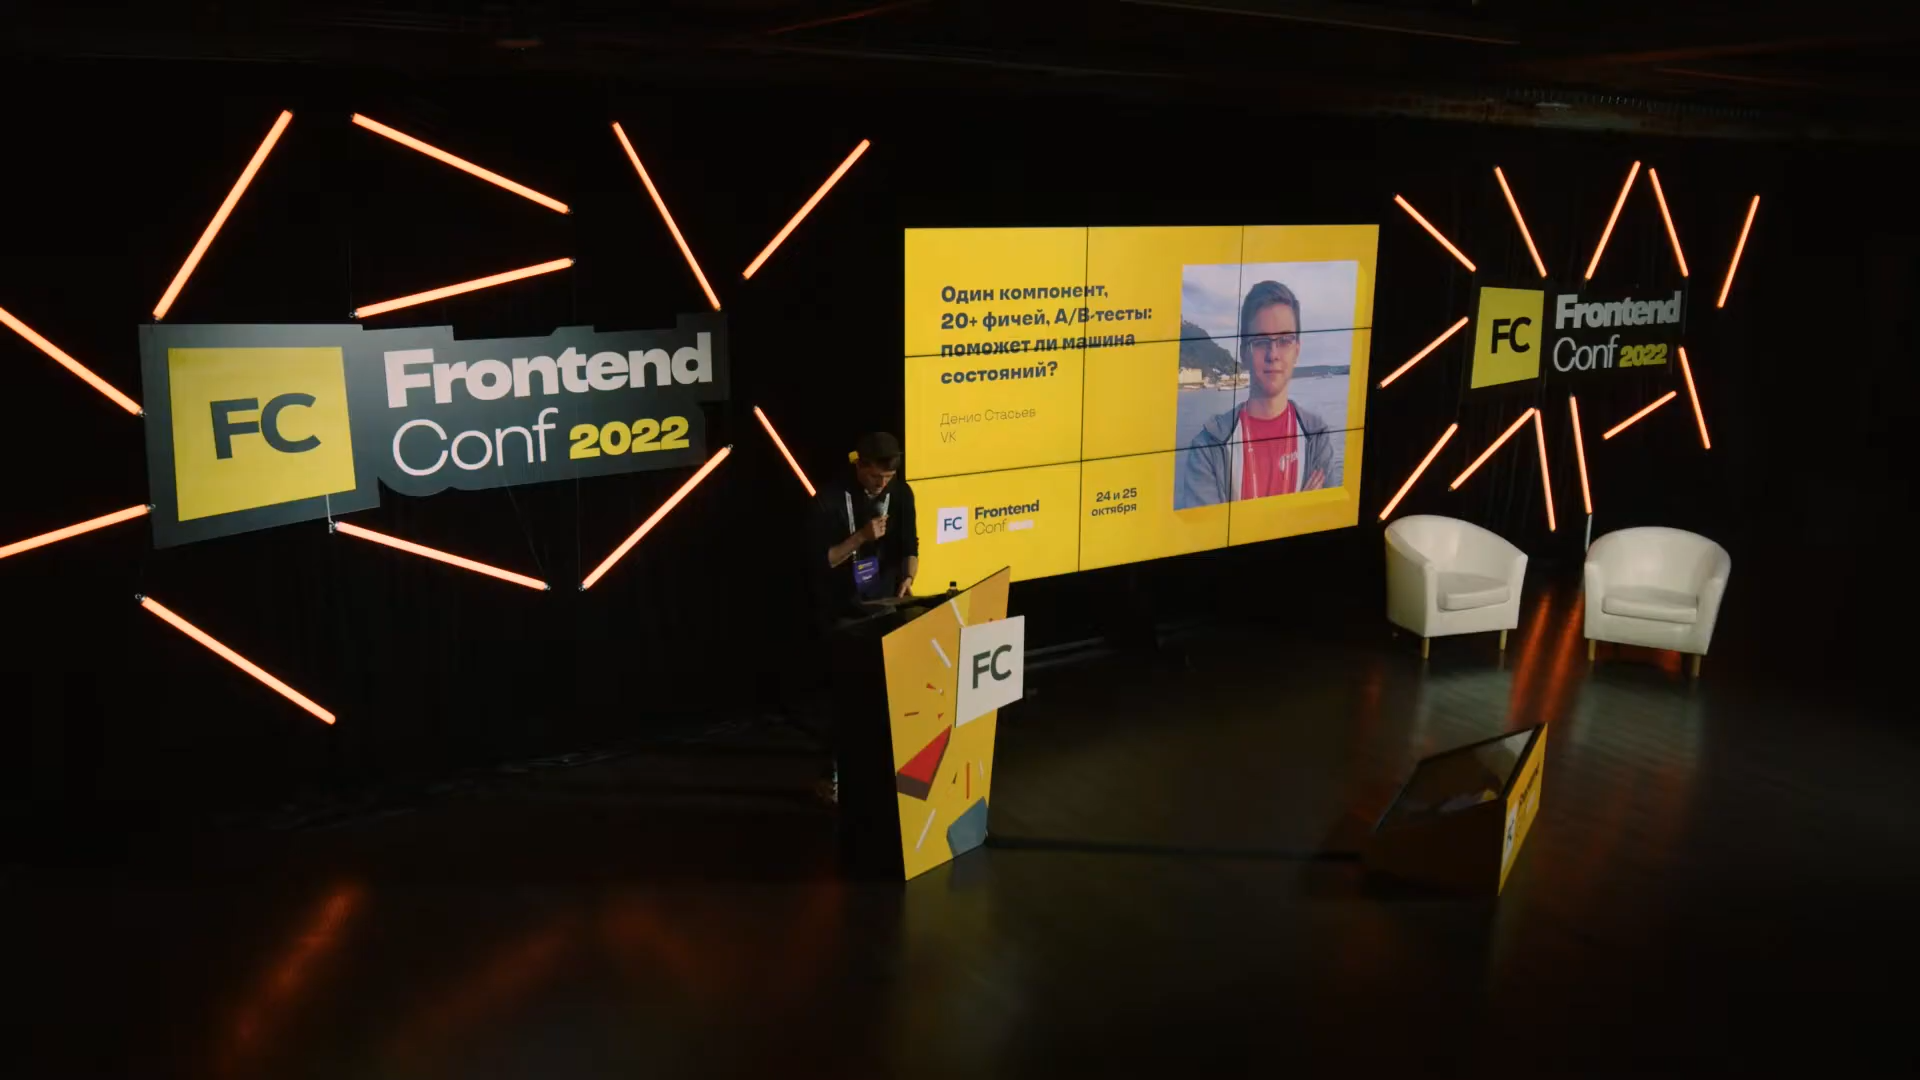 FC
Frontend
Conf 2022
Один компонент,
20+ фичей, A/B-тесты:
поможет ли машина
состояний?
Денис Стасьев
VK
FC
Frontend
Conf
24 и 25
октября
FC
Frontend
Conf 2022
FC